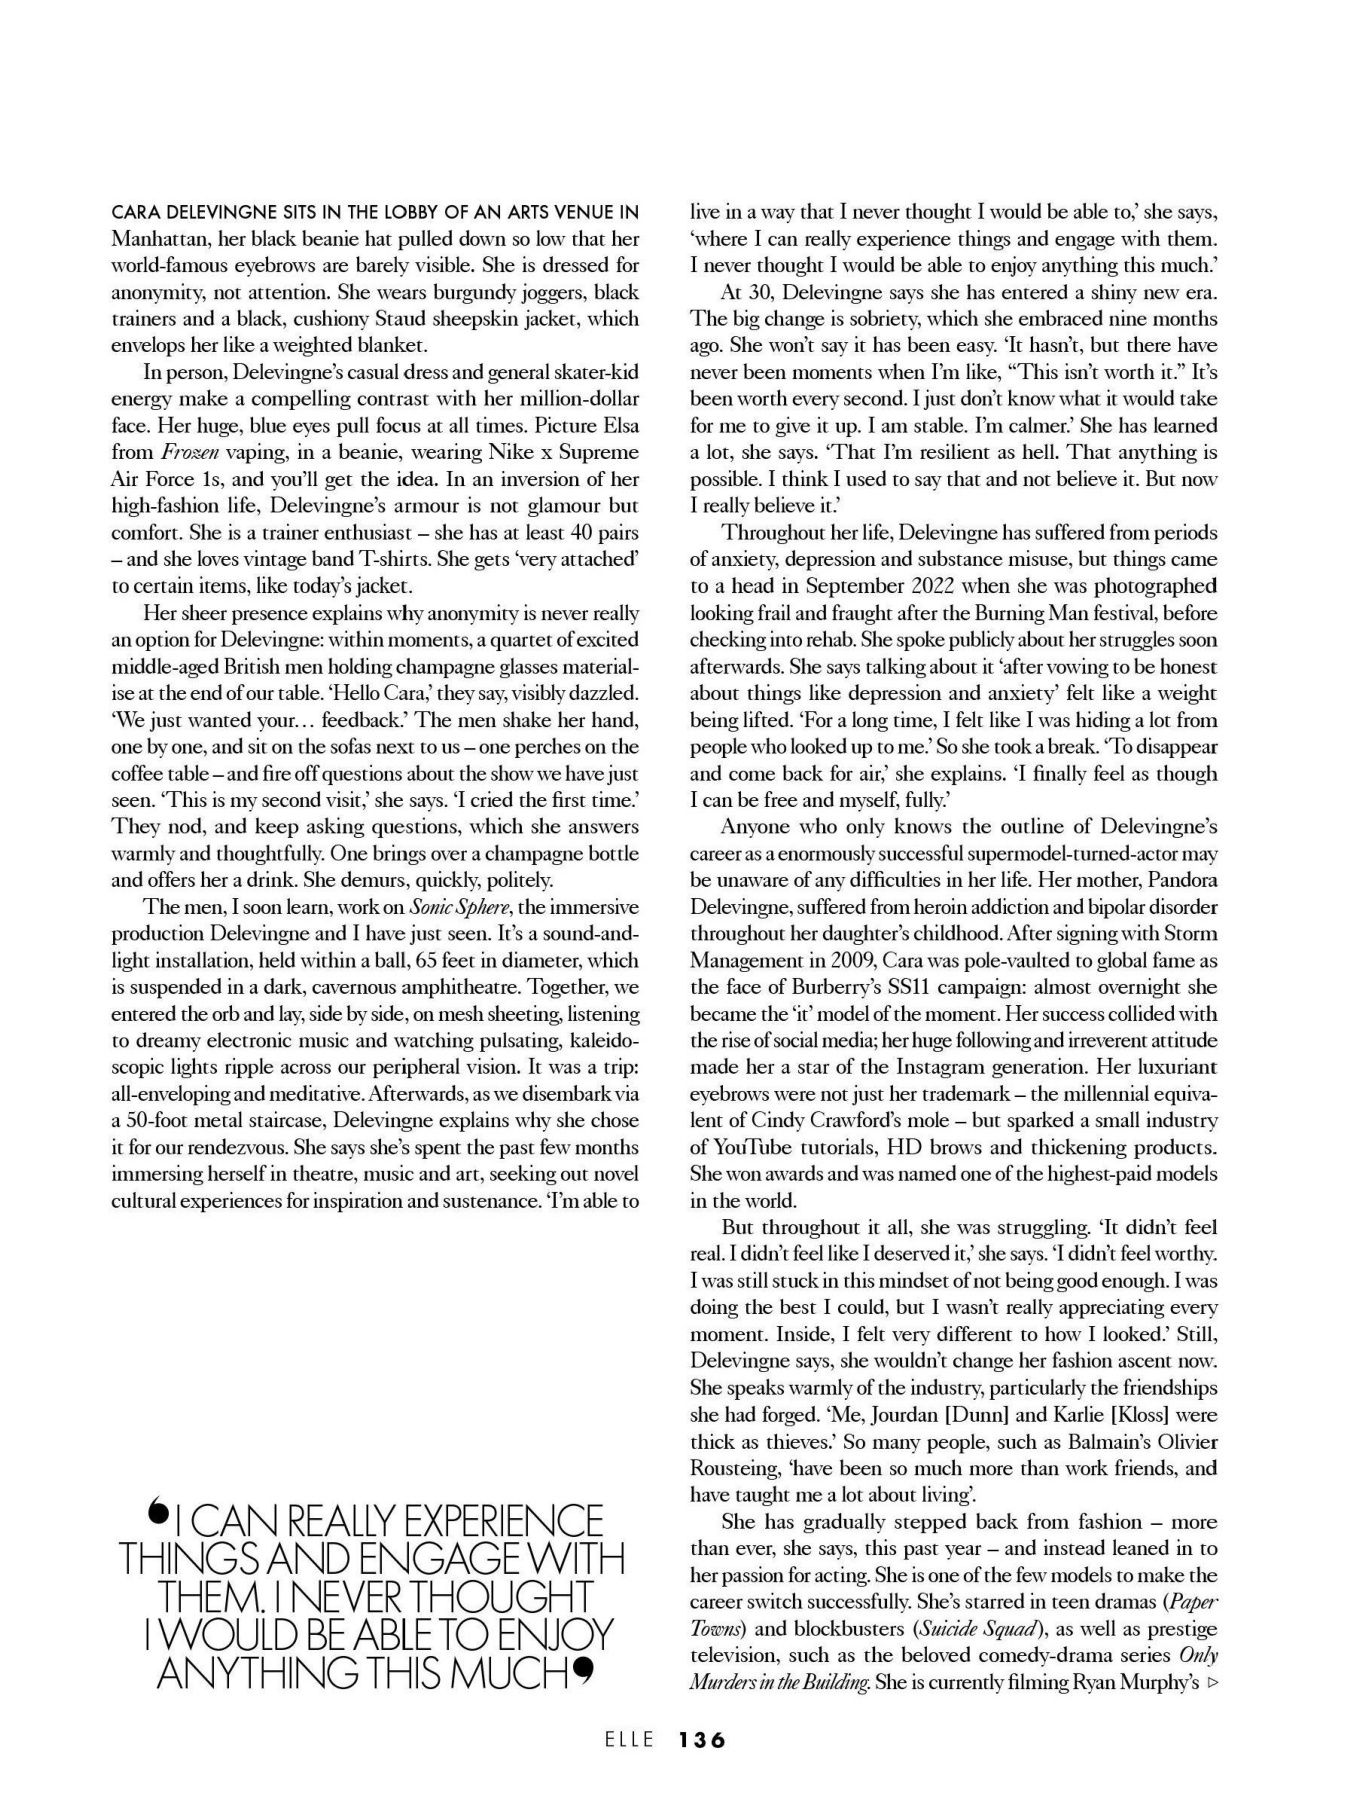 CARA DELEVINGNE SITS IN THE LOBBY OF AN ARTS VENUE IN
Manhattan, her black beanie hat pulled down so low that her
world-famous eyebrows are barely visible. She is dressed for
anonymity, not attention. She wears burgundy joggers, black
trainers and a black, cushiony Staud sheepskin jacket, which
envelops her like a weighted blanket.
In person, Delevingne’s casual dress and general skater-kid
energy make a compelling contrast with her million-dollar
face. Her huge, blue eyes pull focus at all times. Picture Elsa
from Frozen vaping, in a beanie, wearing Nike x Supreme
Air Force 1s, and you’ll get the idea. In an inversion of her
high-fashion life, Delevingne’s armour is not glamour but
comfort. She is a trainer enthusiast – she has at least 40 pairs
– and she loves vintage band T-shirts. She gets ‘very attached’
to certain items, like today’s jacket.
Her sheer presence explains why anonymity is never really
an option for Delevingne: within moments, a quartet of excited
middle-aged British men holding champagne glasses material-
ise at the end of our table. ‘Hello Cara,’ they say, visibly dazzled.
‘We just wanted your… feedback.’ The men shake her hand,
one by one, and sit on the sofas next to us – one perches on the
coffee table – and fire off questions about the show we have just
seen. ‘This is my second visit,’ she says. ‘I cried the first time.’
They nod, and keep asking questions, which she answers
warmly and thoughtfully. One brings over a champagne bottle
and offers her a drink. She demurs, quickly, politely.
The men, I soon learn, work on Sonic Sphere, the immersive
production Delevingne and I have just seen. It’s a sound-and-
light installation, held within a ball, 65 feet in diameter, which
is suspended in a dark, cavernous amphitheatre. Together, we
entered the orb and lay, side by side, on mesh sheeting, listening
to dreamy electronic music and watching pulsating, kaleido-
scopic lights ripple across our peripheral vision. It was a trip:
all-enveloping and meditative. Afterwards, as we disembark via
a 50-foot metal staircase, Delevingne explains why she chose
it for our rendezvous. She says she’s spent the past few months
immersing herself in theatre, music and art, seeking out novel
cultural experiences for inspiration and sustenance. ‘I’m able to
‘I CAN REALLY EXPERIENCE
THINGS AND ENGAGE WITH
THEM. I NEVER THOUGHT
I WOULD BE ABLE TO ENJOY
ANYTHING THIS MUCH’
live in a way that I never thought I would be able to,’ she says,
‘where I can really experience things and engage with them.
I never thought I would be able to enjoy anything this much.’
At 30, Delevingne says she has entered a shiny new era.
The big change is sobriety, which she embraced nine months
ago. She won’t say it has been easy. ‘It hasn’t, but there have
never been moments when I’m like, “This isn’t worth it.” It’s
been worth every second. I just don’t know what it would take
for me to give it up. I am stable. I’m calmer.’ She has learned
a lot, she says. ‘That I’m resilient as hell. That anything is
possible. I think I used to say that and not believe it. But now
I really believe it.’
Throughout her life, Delevingne has suffered from periods
of anxiety, depression and substance misuse, but things came
to a head in September 2022 when she was photographed
looking frail and fraught after the Burning Man festival, before
checking into rehab. She spoke publicly about her struggles soon
afterwards. She says talking about it ‘after vowing to be honest
about things like depression and anxiety’ felt like a weight
being lifted. ‘For a long time, I felt like I was hiding a lot from
people who looked up to me.’ So she took a break. ‘To disappear
and come back for air,’ she explains. ‘I finally feel as though
I can be free and myself, fully.’
Anyone who only knows the outline of Delevingne’s
career as a enormously successful supermodel-turned-actor may
be unaware of any difficulties in her life. Her mother, Pandora
Delevingne, suffered from heroin addiction and bipolar disorder
throughout her daughter’s childhood. After signing with Storm
Management in 2009, Cara was pole-vaulted to global fame as
the face of Burberry’s SS11 campaign: almost overnight she
became the ‘it’ model of the moment. Her success collided with
the rise of social media; her huge following and irreverent attitude
made her a star of the Instagram generation. Her luxuriant
eyebrows were not just her trademark – the millennial equiva-
lent of Cindy Crawford’s mole – but sparked a small industry
of YouTube tutorials, HD brows and thickening products.
She won awards and was named one of the highest-paid models
in the world.
But throughout it all, she was struggling. ‘It didn’t feel
real. I didn’t feel like I deserved it,’ she says. ‘I didn’t feel worthy.
I was still stuck in this mindset of not being good enough. I was
doing the best I could, but I wasn’t really appreciating every
moment. Inside, I felt very different to how I looked.’ Still,
Delevingne says, she wouldn’t change her fashion ascent now.
She speaks warmly of the industry, particularly the friendships
she had forged. ‘Me, Jourdan [Dunn] and Karlie [Kloss] were
thick as thieves.’ So many people, such as Balmain’s Olivier
Rousteing, ‘have been so much more than work friends, and
have taught me a lot about living’.
She has gradually stepped back from fashion – more
than ever, she says, this past year – and instead leaned in to
her passion for acting. She is one of the few models to make the
career switch successfully. She’s starred in teen dramas (Paper
Towns) and blockbusters (Suicide Squad), as well as prestige
television, such as the beloved comedy-drama series Only
Murders in the Building. She is currently filming Ryan Murphy’s ▷
ELLE 136